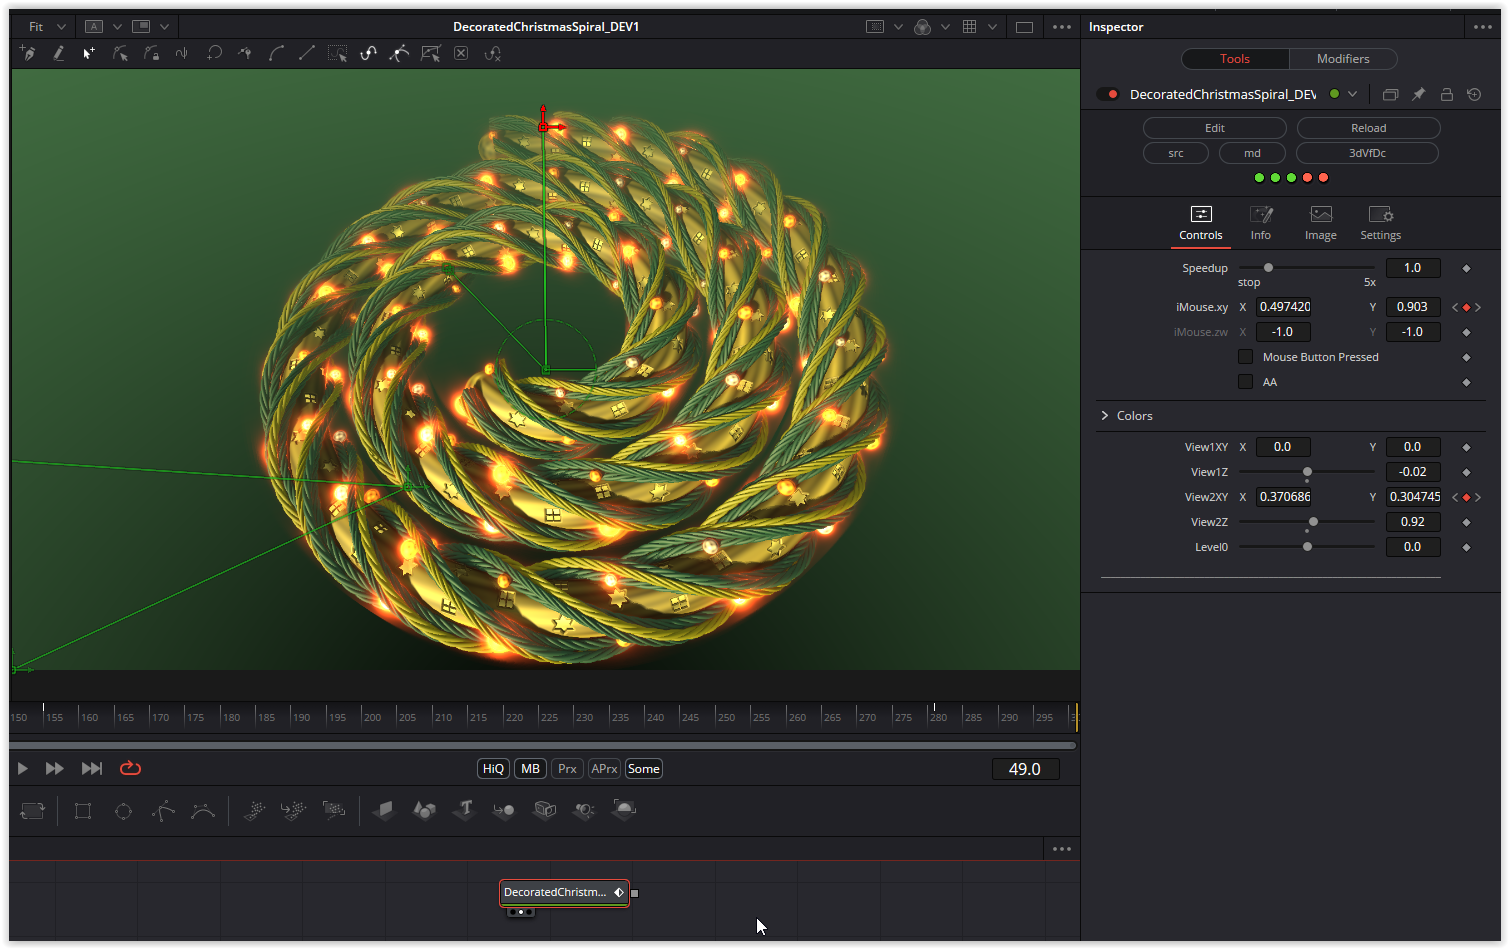 Fit A DecoratedChristmasSpiral_DEV1
Inspector
Tools Modifiers
DecoratedChristmasSpiral_DEV
Edit Reload
src md 3dVfDc
Controls Info Image Settings
Speedup 1.0
stop 5x
iMouse.xy X 0.497420 Y 0.903
iMouse.zw X -1.0 Y -1.0
Mouse Button Pressed
AA
Colors
View1XY X 0.0 Y 0.0
View1Z -0.02
View2XY X 0.370686 Y 0.304745
View2Z 0.92
Level0 0.0
150 155 160 165 170 175 180 185 190 195 200 205 210 215 220 225 230 235 240 245 250 255 260 265 270 275 280 285 290 295
HiQ MB Prx APrx Some 49.0
T
DecoratedChristm...